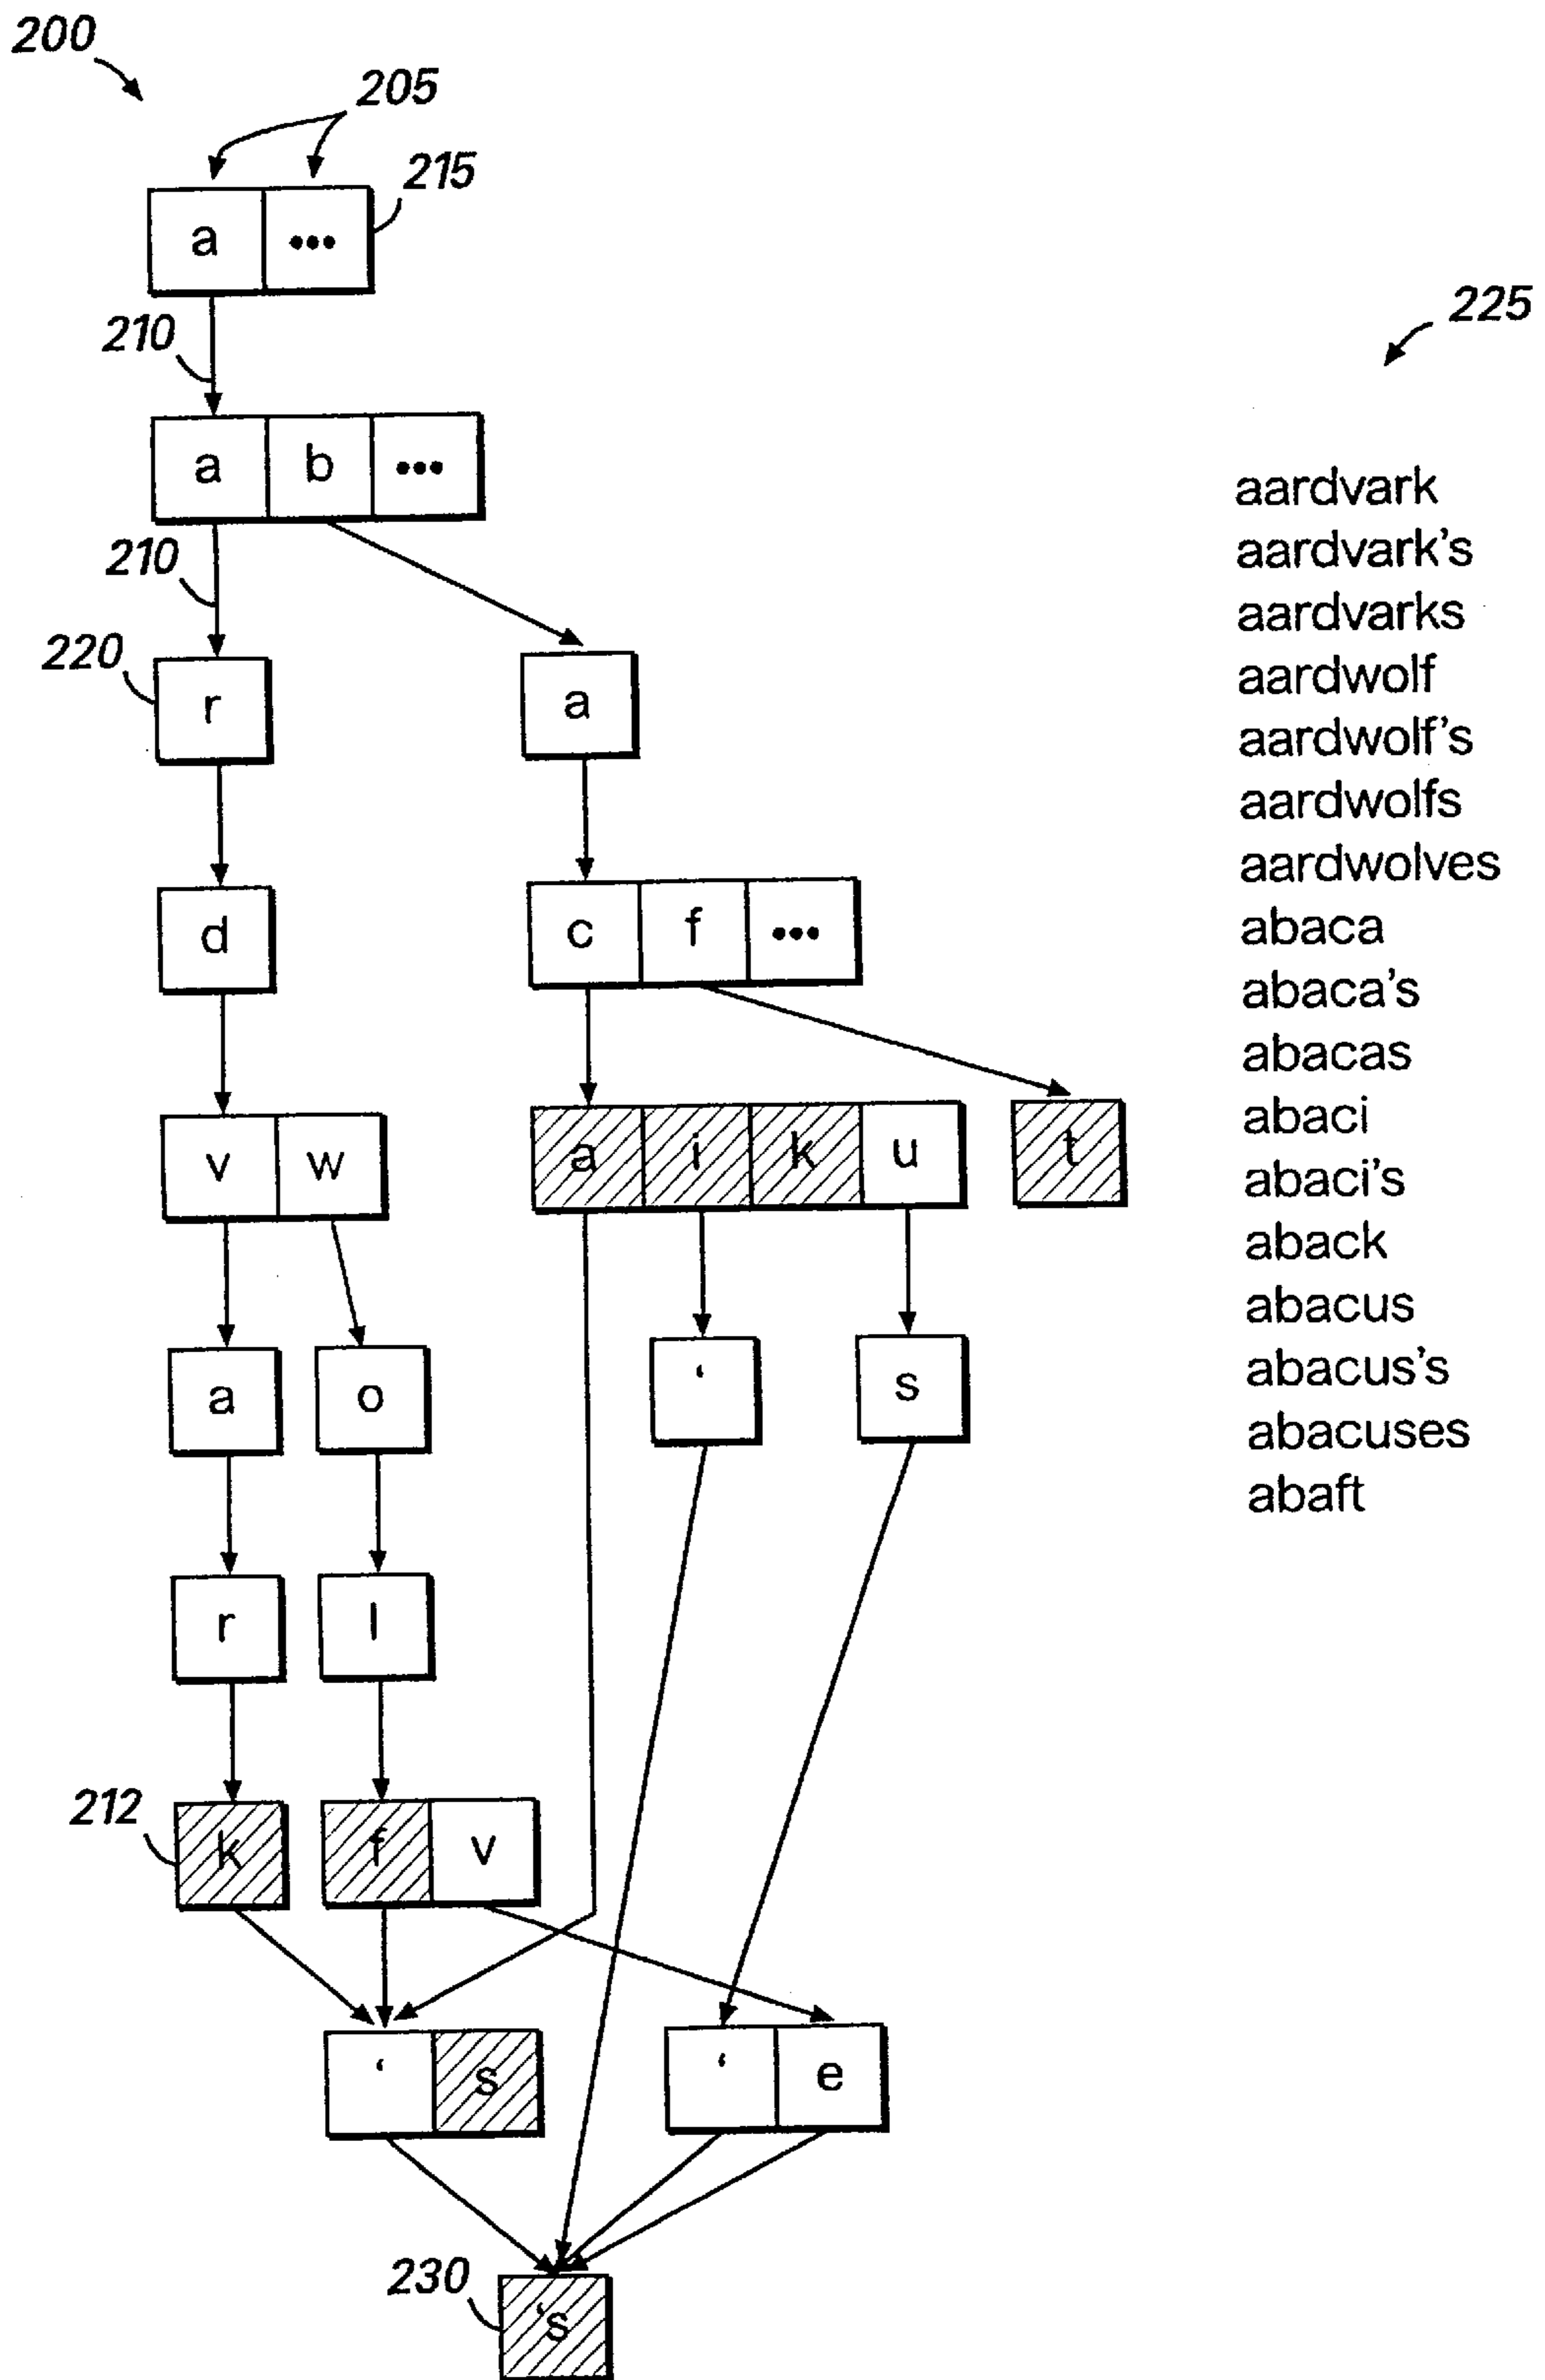 200
205
215
a •••
210
225
a b •••
210
220
r a
d c f •••
v w a i k u t
a o ‘ s
r l
212
k f v
‘ s ‘ e
230
‘s
aardvark
aardvark’s
aardvarks
aardwolf
aardwolf’s
aardwolfs
aardwolves
abaca
abaca’s
abacas
abaci
abaci’s
aback
abacus
abacus’s
abacuses
abaft